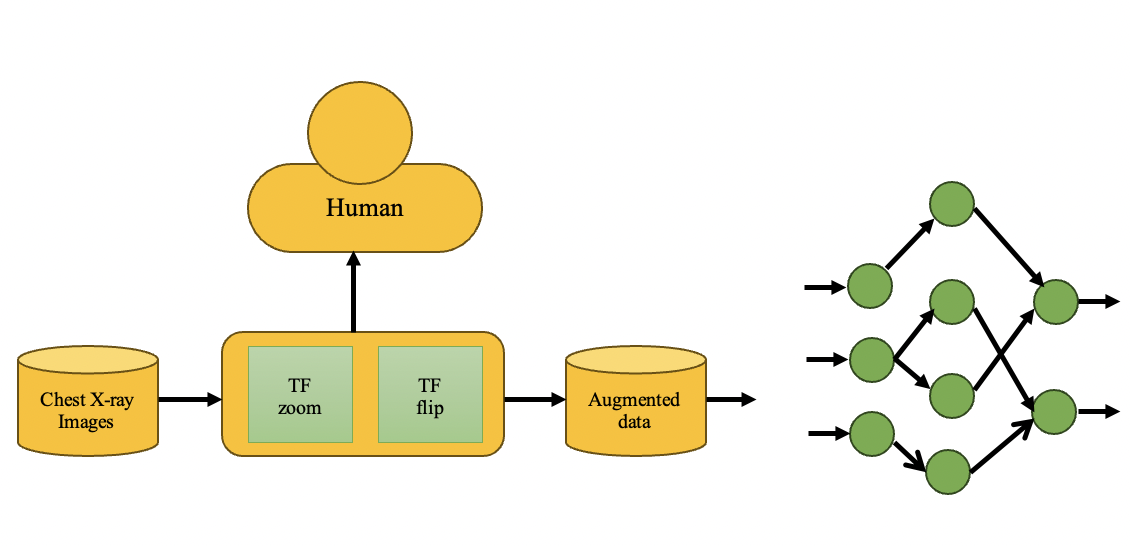 Human
Chest X-ray
Images
TF
zoom
TF
flip
Augmented
data